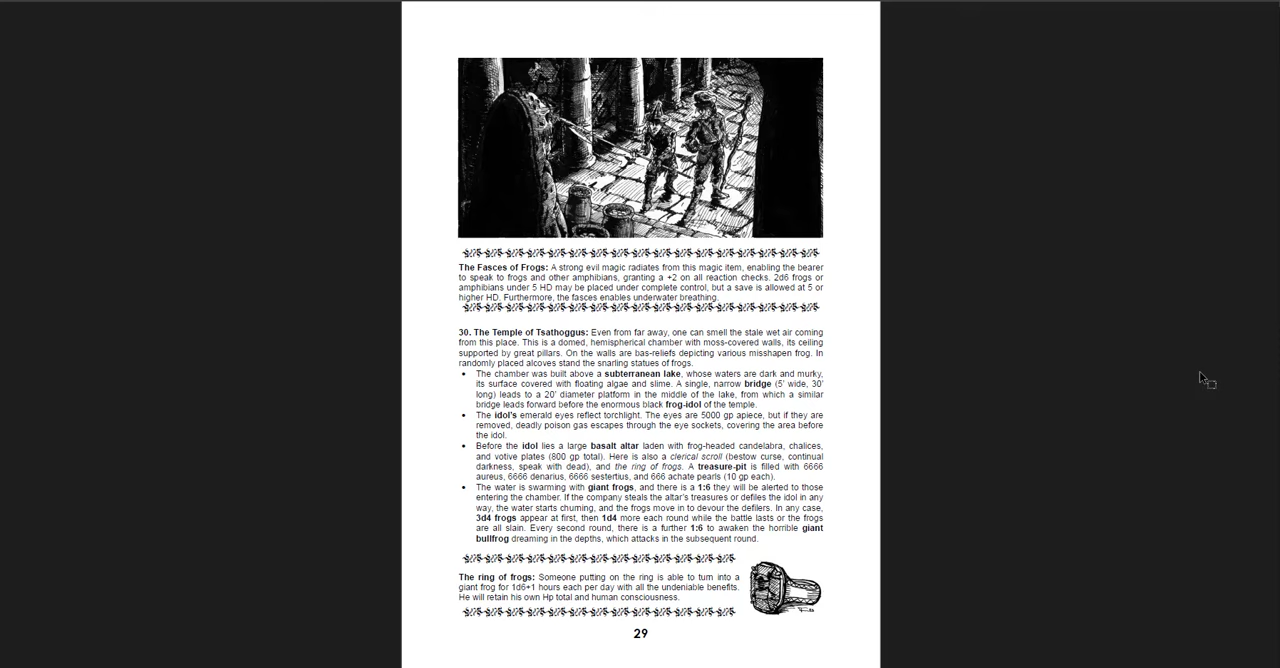 The Fasces of Frogs: A strong evil magic radiates from this magic item, enabling the bearer
to speak to frogs and other amphibians, granting a +2 on all reaction checks. 2d6 frogs or
amphibians under 5 HD may be placed under complete control, but a save is allowed at 5 or
higher HD. Furthermore, the fasces enables underwater breathing.
30. The Temple of Tsathoggus: Even from far away, one can smell the stale wet air coming
from this place. This is a domed, hemispherical chamber with moss-covered walls, its ceiling
supported by great pillars. On the walls are bas-reliefs depicting various misshapen frog. In
randomly placed alcoves stand the snarling statues of frogs.
• The chamber was built above a subterranean lake, whose waters are dark and murky,
its surface covered with floating algae and slime. A single, narrow bridge (5' wide, 30'
long) leads to a 20' diameter platform in the middle of the lake, from which a similar
bridge leads forward before the enormous black frog-idol of the temple.
• The idol's emerald eyes reflect torchlight. The eyes are 5000 gp apiece, but if they are
removed, deadly poison gas escapes through the eye sockets, covering the area before
the idol.
• Before the idol lies a large basalt altar laden with frog-headed candelabra, chalices,
and votive plates (800 gp total). Here is also a clerical scroll (bestow curse, continual
darkness, speak with dead), and the ring of frogs. A treasure-pit is filled with 6666
aureus, 6666 denarius, 6666 sestertius, and 666 achate pearls (10 gp each).
• The water is swarming with giant frogs, and there is a 1:6 they will be alerted to those
entering the chamber. If the company steals the altar's treasures or defiles the idol in any
way, the water starts churning, and the frogs move in to devour the defilers. In any case,
3d4 frogs appear at first, then 1d4 more each round while the battle lasts or the frogs
are all slain. Every second round, there is a further 1:6 to awaken the horrible giant
bullfrog dreaming in the depths, which attacks in the subsequent round.
The ring of frogs: Someone putting on the ring is able to turn into a
giant frog for 1d6+1 hours each per day with all the undeniable benefits.
He will retain his own Hp total and human consciousness.
29